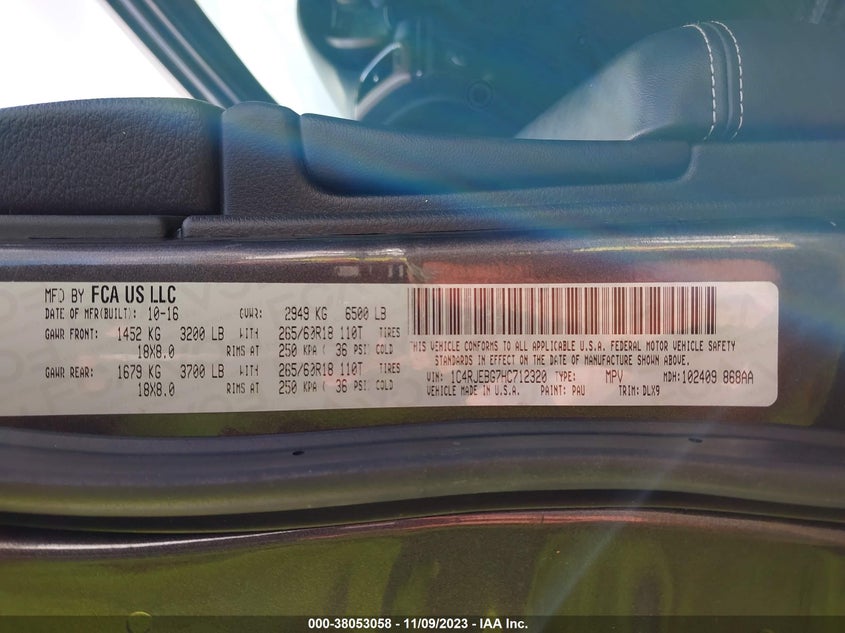 MFD BY FCA US LLC
DATE OF MFR(BUILT): 10-16 GVWR: 2949 KG 6500 LB
GAWR FRONT: 1452 KG 3200 LB WITH 265/60R18 110T TIRES
18X8.0 RIMS AT 250 KPA ( 36 PSI) COLD
GAWR REAR: 1679 KG 3700 LB WITH 265/60R18 110T TIRES
18X8.0 RIMS AT 250 KPA ( 36 PSI) COLD
THIS VEHICLE CONFORMS TO ALL APPLICABLE U.S.A. FEDERAL MOTOR VEHICLE SAFETY
STANDARDS IN EFFECT ON THE DATE OF MANUFACTURE SHOWN ABOVE.
VIN: 1C4RJEBG7HC712320 TYPE: MPV MDH: 102409 868AA
VEHICLE MADE IN U.S.A. PAINT: PAU TRIM: DLX9
000-38053058 - 11/09/2023 - IAA Inc.